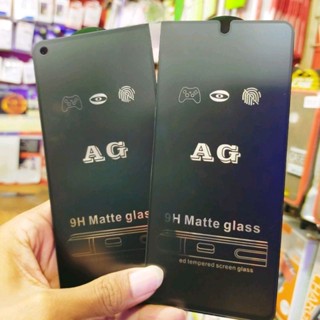 AG
9H Matte glass
AG
9H Matte glass
ed tempered screen glass